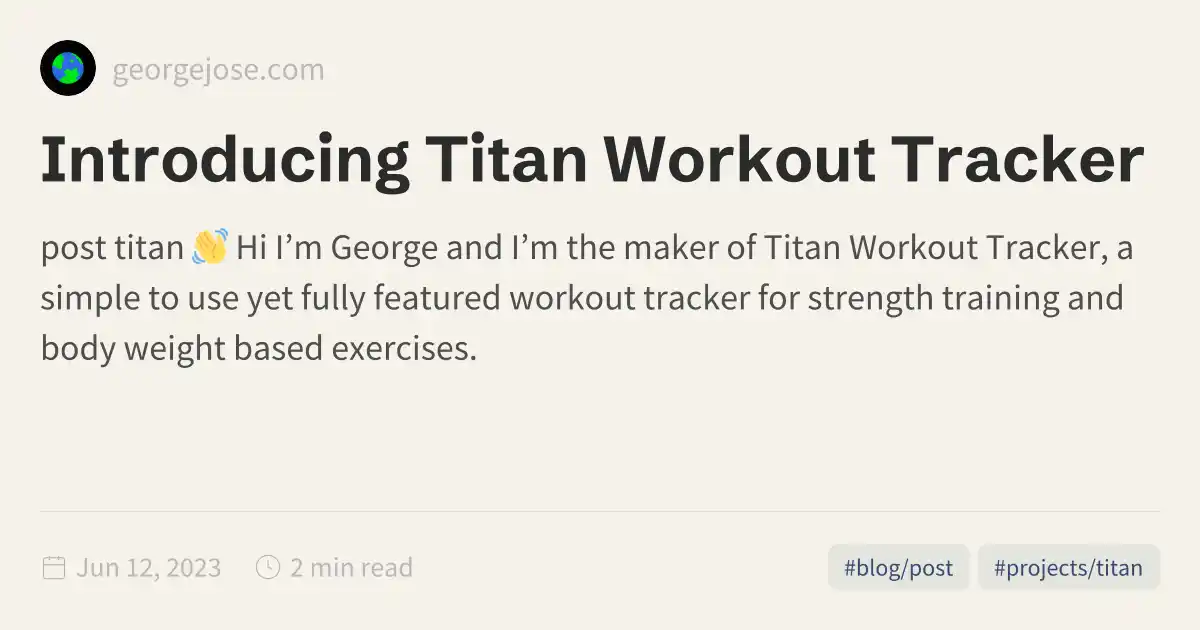 georgejose.com
Introducing Titan Workout Tracker
post titan 👋 Hi I’m George and I’m the maker of Titan Workout Tracker, a
simple to use yet fully featured workout tracker for strength training and
body weight based exercises.
Jun 12, 2023 2 min read #blog/post #projects/titan